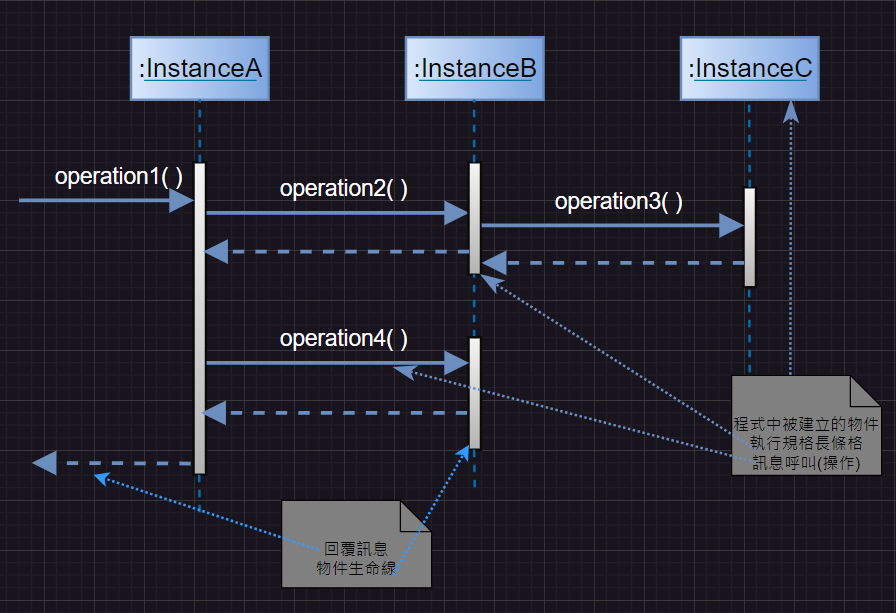 :InstanceA
:InstanceB
:InstanceC
operation1( )
operation2( )
operation3( )
operation4( )
程式中被建立的物件
執行規格長條格
訊息呼叫(操作)
回覆訊息
物件生命線